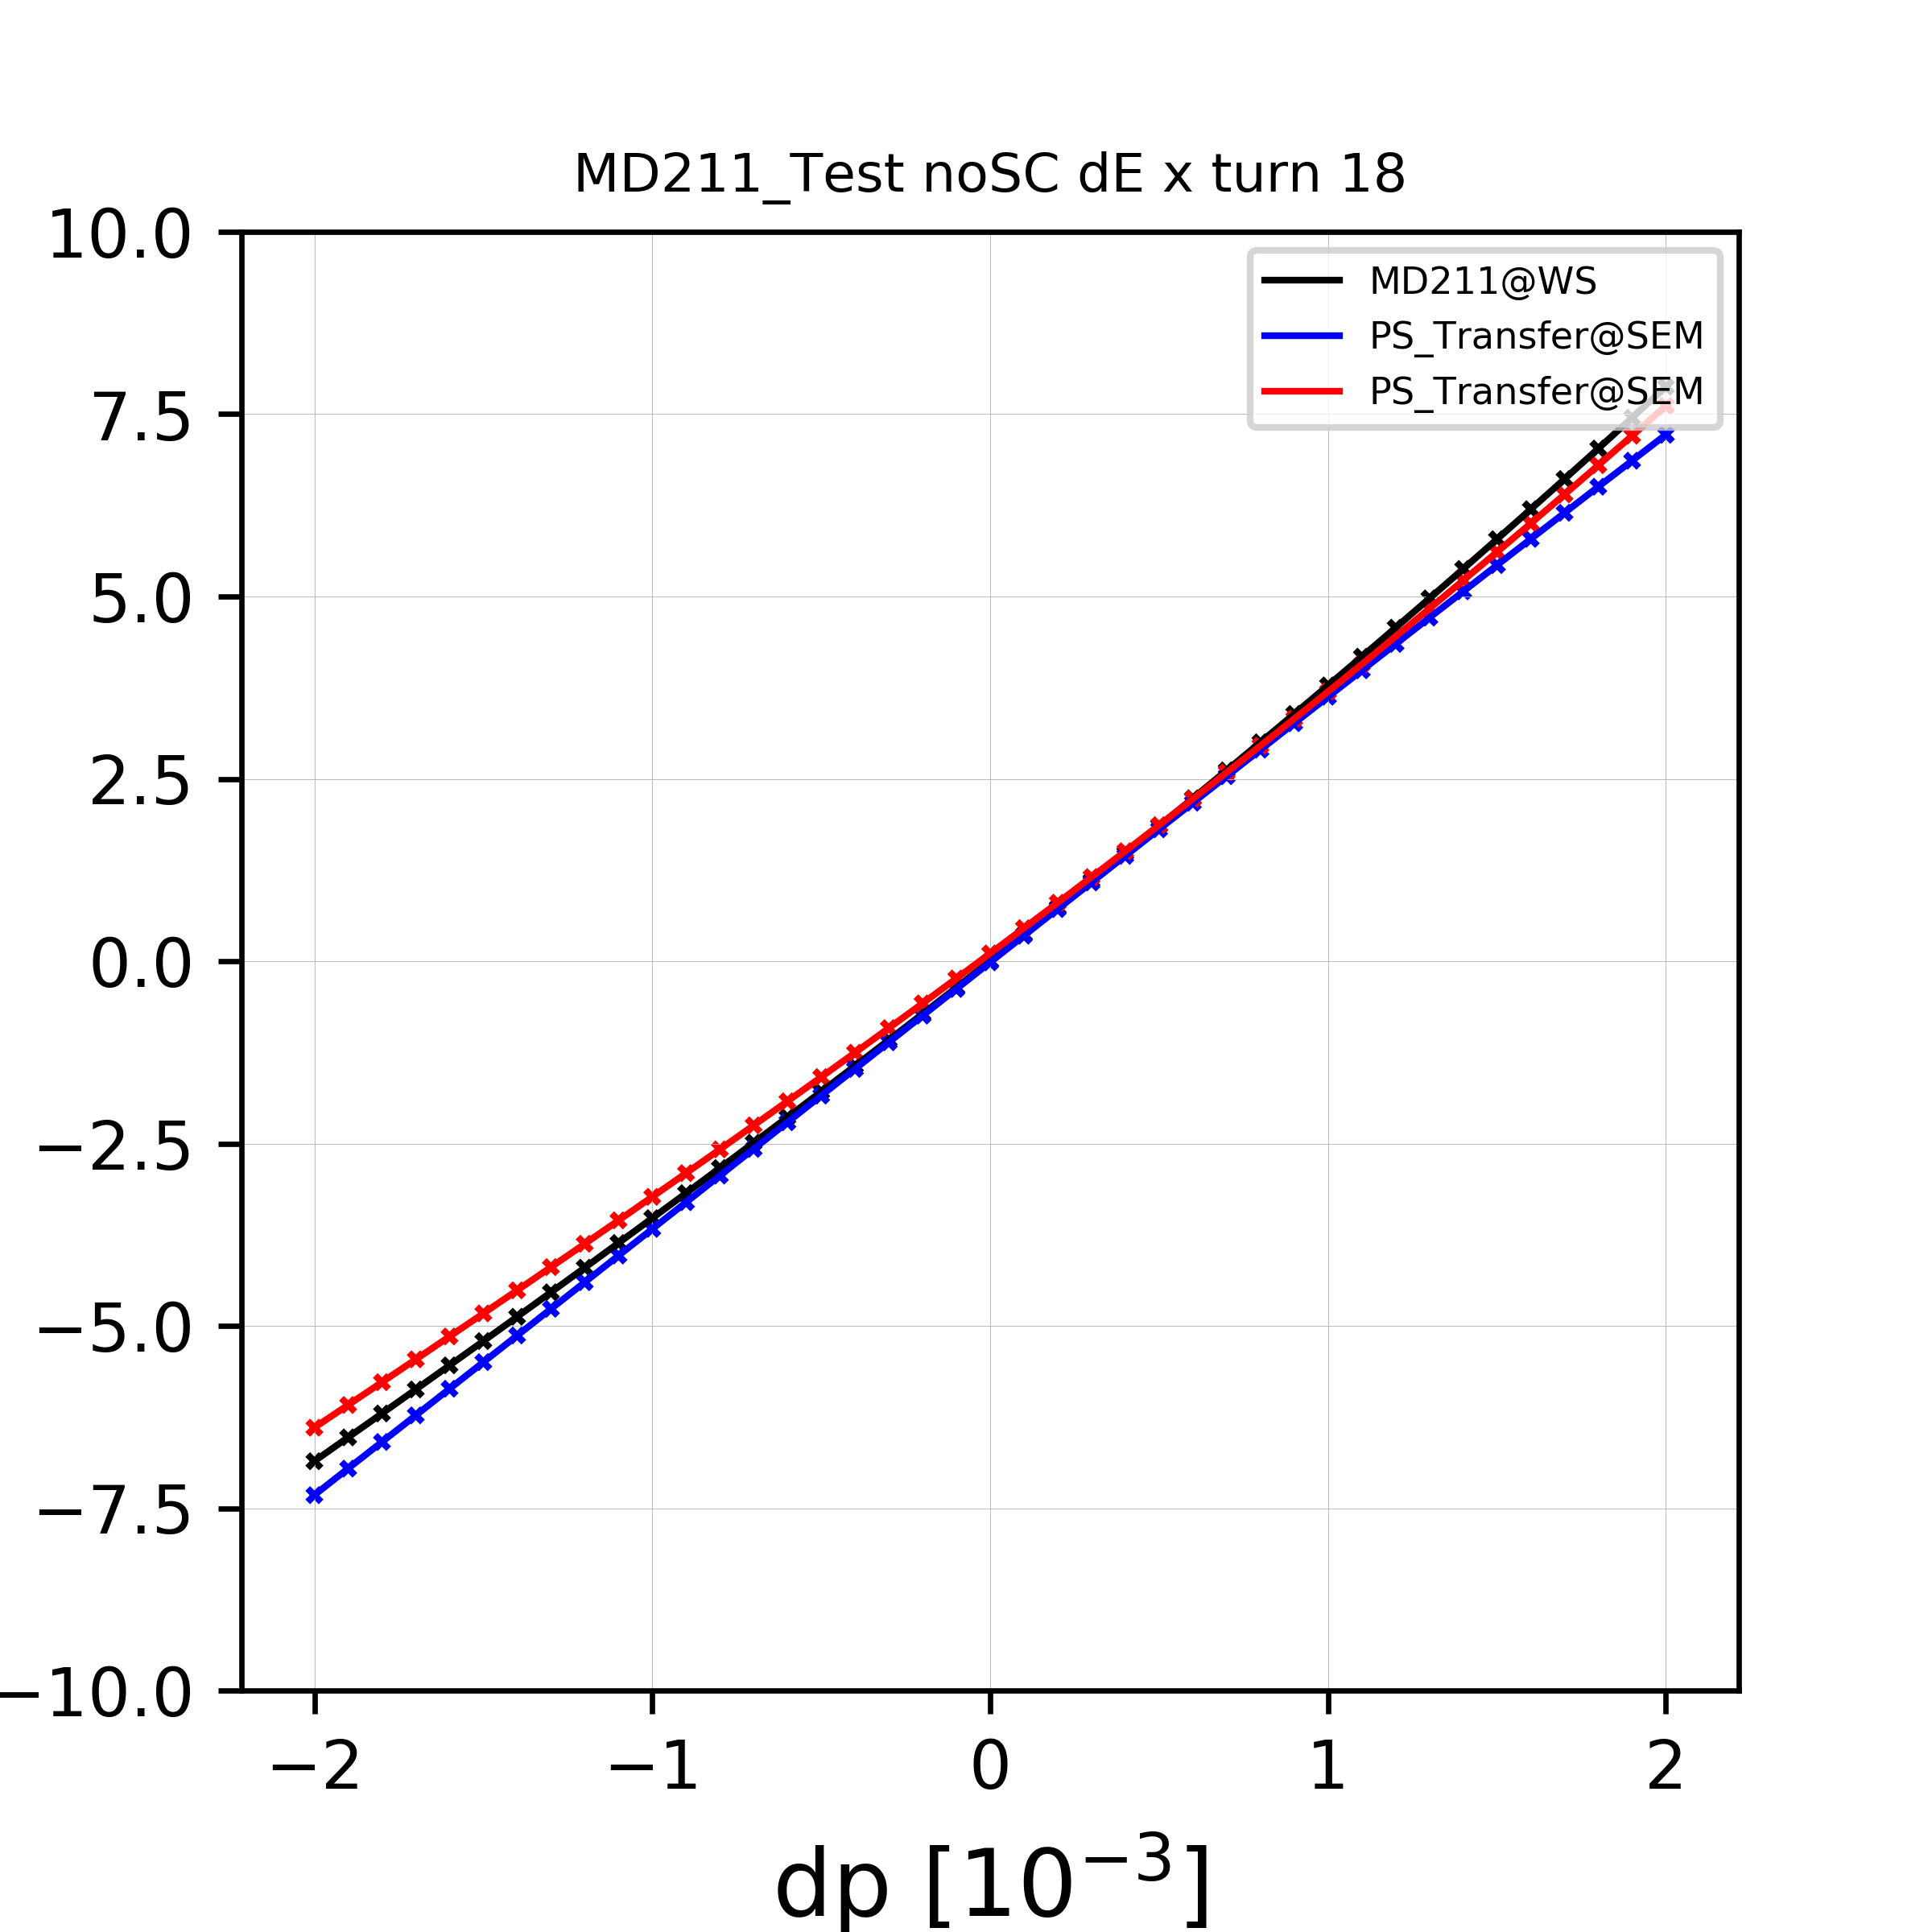 MD211_Test noSC dE x turn 18
10.0
7.5
5.0
2.5
0.0
−2.5
−5.0
−7.5
−10.0
MD211@WS
PS_Transfer@SEM
PS_Transfer@SEM
−2 −1 0 1 2
dp [10⁻³]